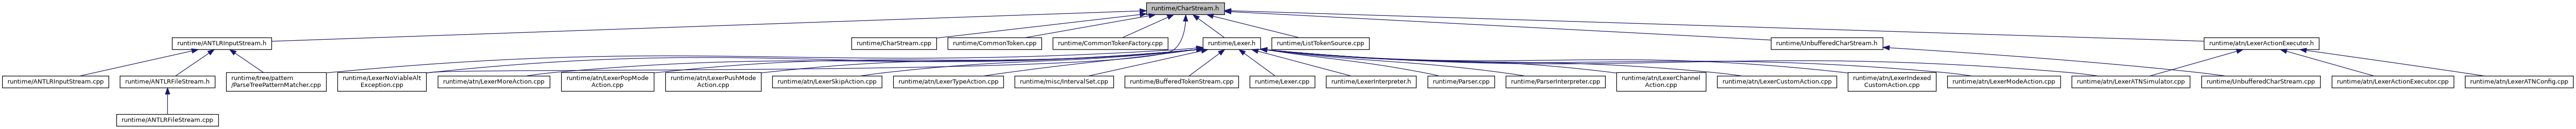 runtime/CharStream.h
runtime/ANTLRInputStream.h
runtime/CharStream.cpp
runtime/CommonToken.cpp
runtime/CommonTokenFactory.cpp
runtime/Lexer.h
runtime/ListTokenSource.cpp
runtime/UnbufferedCharStream.h
runtime/atn/LexerActionExecutor.h
runtime/ANTLRInputStream.cpp
runtime/ANTLRFileStream.h
runtime/tree/pattern
/ParseTreePatternMatcher.cpp
runtime/LexerNoViableAlt
Exception.cpp
runtime/atn/LexerMoreAction.cpp
runtime/atn/LexerPopMode
Action.cpp
runtime/atn/LexerPushMode
Action.cpp
runtime/atn/LexerSkipAction.cpp
runtime/atn/LexerTypeAction.cpp
runtime/misc/IntervalSet.cpp
runtime/BufferedTokenStream.cpp
runtime/Lexer.cpp
runtime/LexerInterpreter.h
runtime/Parser.cpp
runtime/ParserInterpreter.cpp
runtime/atn/LexerChannel
Action.cpp
runtime/atn/LexerCustomAction.cpp
runtime/atn/LexerIndexed
CustomAction.cpp
runtime/atn/LexerModeAction.cpp
runtime/atn/LexerATNSimulator.cpp
runtime/UnbufferedCharStream.cpp
runtime/atn/LexerActionExecutor.cpp
runtime/atn/LexerATNConfig.cpp
runtime/ANTLRFileStream.cpp